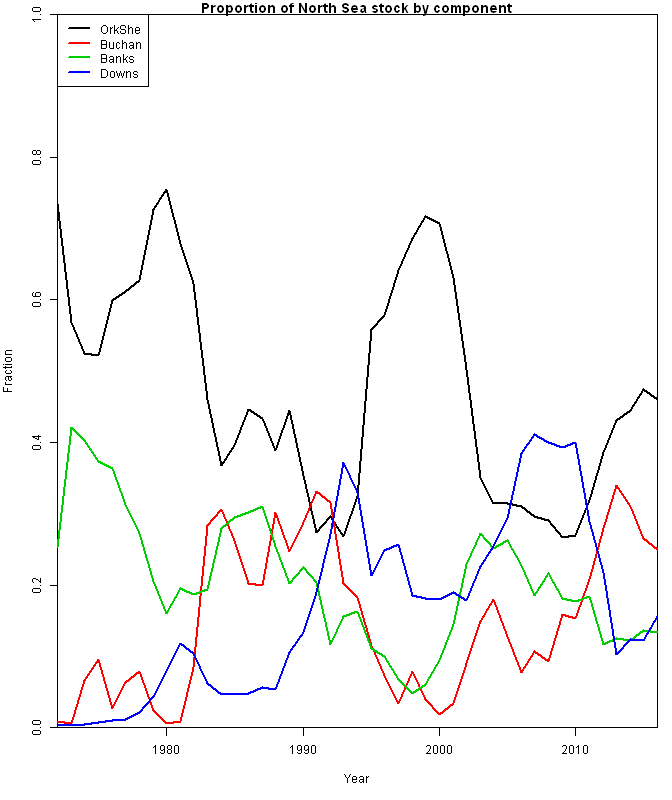 Proportion of North Sea stock by component
OrkShe
Buchan
Banks
Downs
Fraction
1.0
0.8
0.6
0.4
0.2
0.0
1980 1990 2000 2010
Year